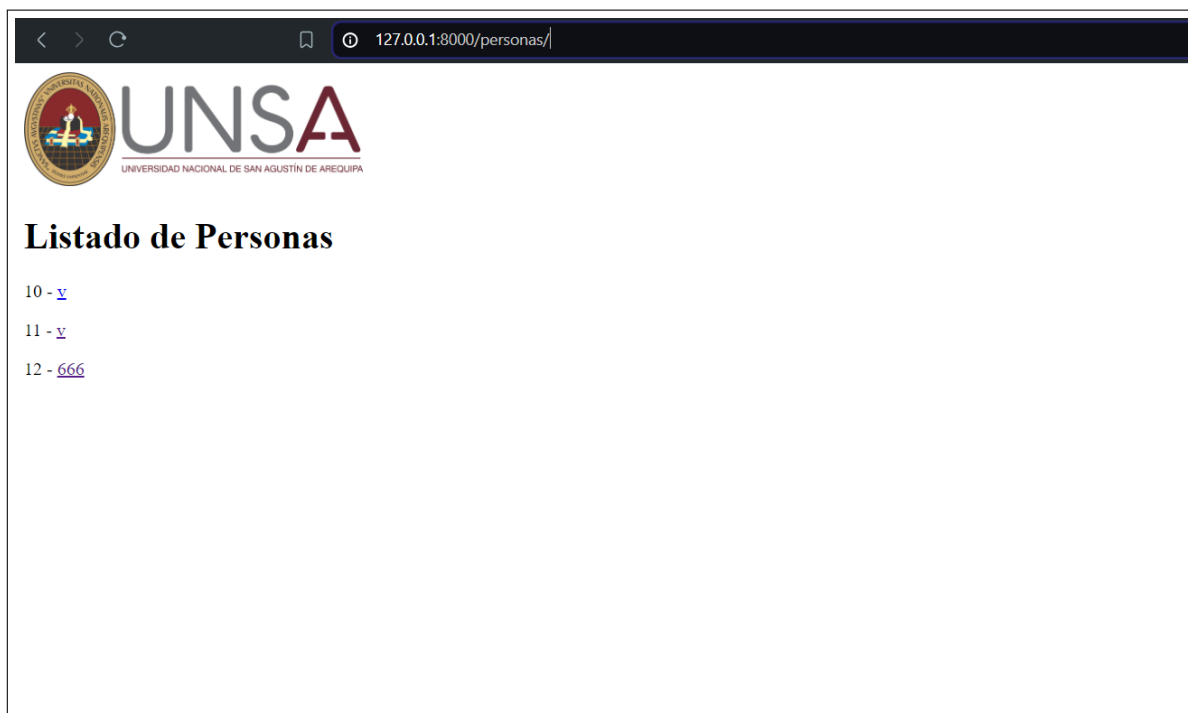 127.0.0.1:8000/personas/
UNSA
UNIVERSIDAD NACIONAL DE SAN AGUSTÍN DE AREQUIPA
Listado de Personas
10 - v
11 - v
12 - 666